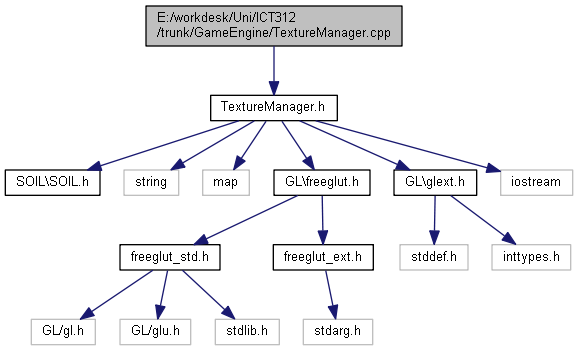 E:/workdesk/Uni/ICT312
/trunk/GameEngine/TextureManager.cpp
TextureManager.h
SOIL\SOIL.h
string
map
GL\freeglut.h
GL\glext.h
iostream
freeglut_std.h
freeglut_ext.h
stddef.h
inttypes.h
GL/gl.h
GL/glu.h
stdlib.h
stdarg.h